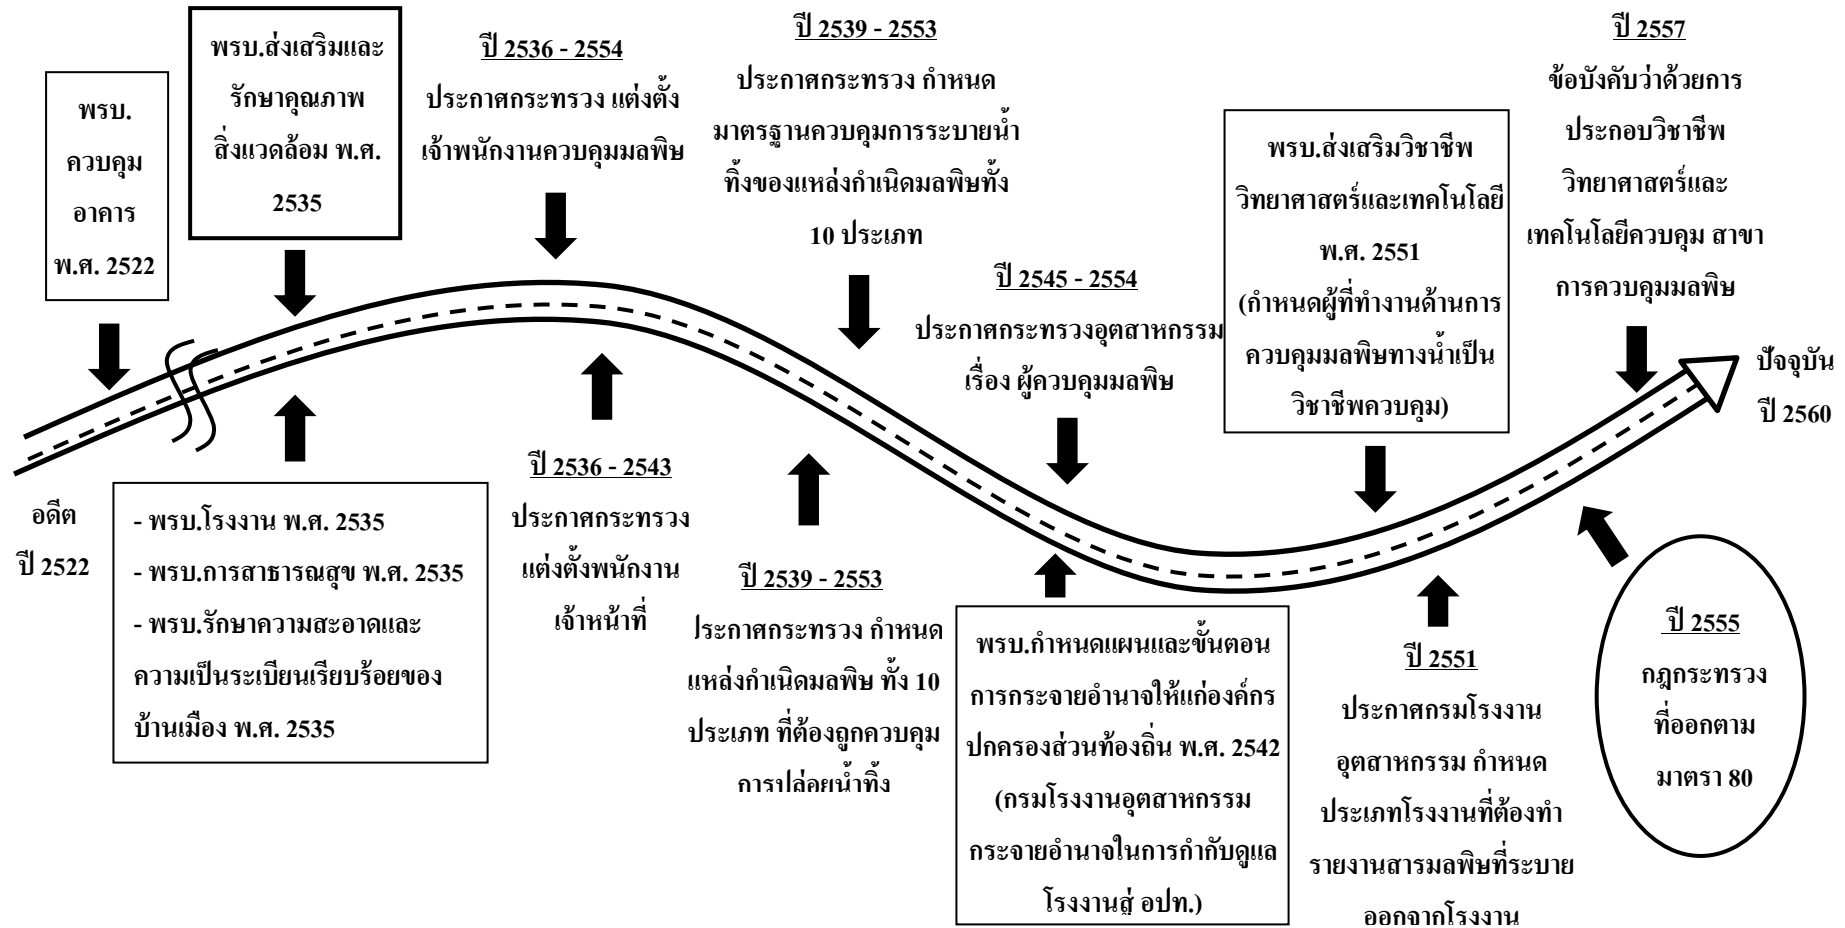 พรบ.
ควบคุม
อาคาร
พ.ศ. 2522
พรบ.ส่งเสริมและ
รักษาคุณภาพ
สิ่งแวดล้อม พ.ศ.
2535
ปี 2536 - 2554
ประกาศกระทรวง แต่งตั้ง
เจ้าพนักงานควบคุมมลพิษ
ปี 2539 - 2553
ประกาศกระทรวง กำหนด
มาตรฐานควบคุมการระบายน้ำ
ทิ้งของแหล่งกำเนิดมลพิษทั้ง
10 ประเภท
ปี 2545 - 2554
ประกาศกระทรวงอุตสาหกรรม
เรื่อง ผู้ควบคุมมลพิษ
พรบ.ส่งเสริมวิชาชีพ
วิทยาศาสตร์และเทคโนโลยี
พ.ศ. 2551
(กำหนดผู้ที่ทำงานด้านการ
ควบคุมมลพิษทางน้ำเป็น
วิชาชีพควบคุม)
ปี 2557
ข้อบังคับว่าด้วยการ
ประกอบวิชาชีพ
วิทยาศาสตร์และ
เทคโนโลยีควบคุม สาขา
การควบคุมมลพิษ
ปัจจุบัน
ปี 2560
อดีต
ปี 2522
- พรบ.โรงงาน พ.ศ. 2535
- พรบ.การสาธารณสุข พ.ศ. 2535
- พรบ.รักษาความสะอาดและ
ความเป็นระเบียบเรียบร้อยของ
บ้านเมือง พ.ศ. 2535
ปี 2536 - 2543
ประกาศกระทรวง
แต่งตั้งพนักงาน
เจ้าหน้าที่
ปี 2539 - 2553
ประกาศกระทรวง กำหนด
แหล่งกำเนิดมลพิษ ทั้ง 10
ประเภท ที่ต้องถูกควบคุม
การปล่อยน้ำทิ้ง
พรบ.กำหนดแผนและขั้นตอน
การกระจายอำนาจให้แก่องค์กร
ปกครองส่วนท้องถิ่น พ.ศ. 2542
(กรมโรงงานอุตสาหกรรม
กระจายอำนาจในการกำกับดูแล
โรงงานสู่ อปท.)
ปี 2551
ประกาศกรมโรงงาน
อุตสาหกรรม กำหนด
ประเภทโรงงานที่ต้องทำ
รายงานสารมลพิษที่ระบาย
ออกจากโรงงาน
ปี 2555
กฎกระทรวง
ที่ออกตาม
มาตรา 80